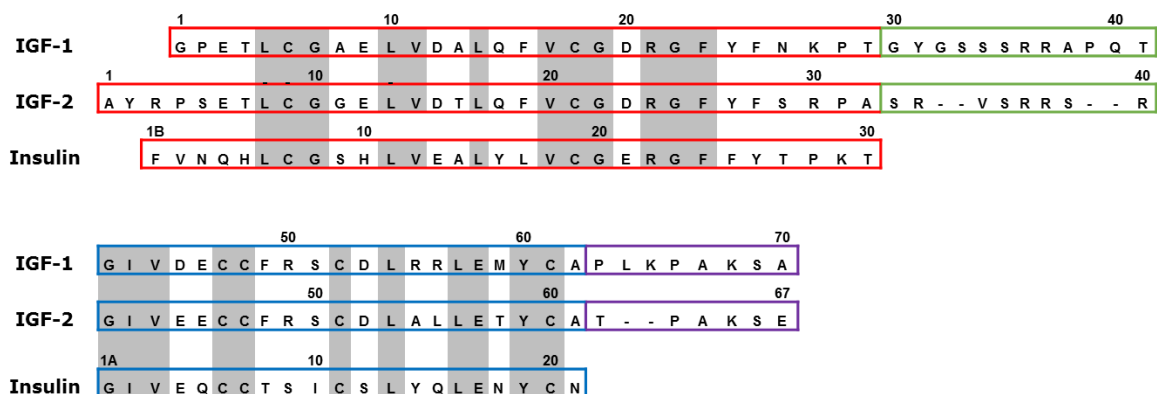 1 10 20 30 40
IGF-1 G P E T L C G A E L V D A L Q F V C G D R G F Y F N K P T G Y G S S S R R A P Q T
1 10 20 30 40
IGF-2 A Y R P S E T L C G G E L V D T L Q F V C G D R G F Y F S R P A S R - - V S R R S - - R
1B 10 20 30
Insulin F V N Q H L C G S H L V E A L Y L V C G E R G F F Y T P K T
50 60 70
IGF-1 G I V D E C C F R S C D L R R L E M Y C A P L K P A K S A
50 60 67
IGF-2 G I V E E C C F R S C D L A L L E T Y C A T - - P A K S E
1A 10 20
Insulin G I V E Q C C T S I C S L Y Q L E N Y C N